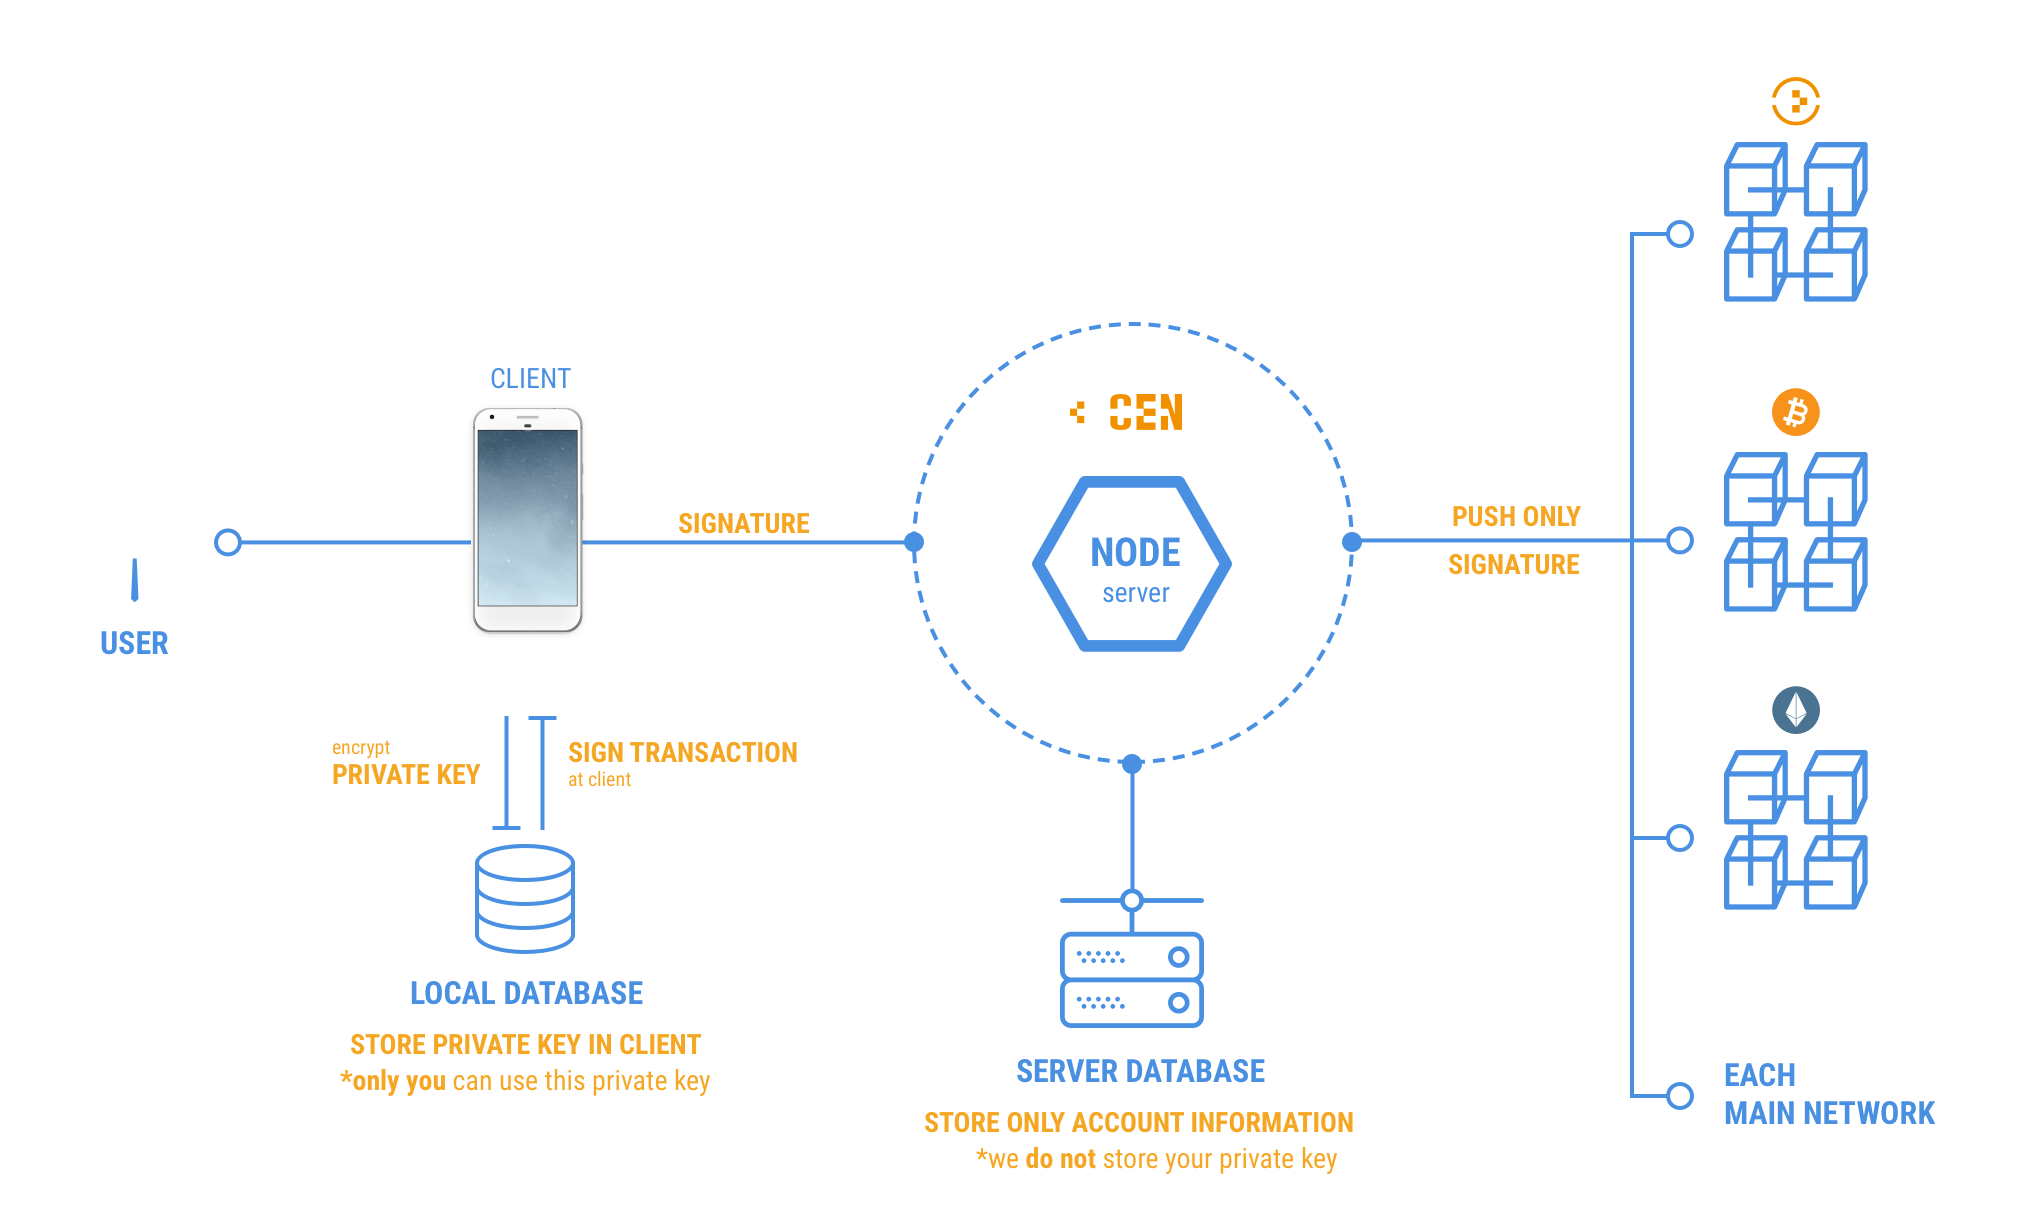 CLIENT
CEN
SIGNATURE
NODE
server
PUSH ONLY
SIGNATURE
USER
encrypt
PRIVATE KEY
SIGN TRANSACTION
at client
LOCAL DATABASE
STORE PRIVATE KEY IN CLIENT
*only you can use this private key
SERVER DATABASE
STORE ONLY ACCOUNT INFORMATION
*we do not store your private key
EACH
MAIN NETWORK